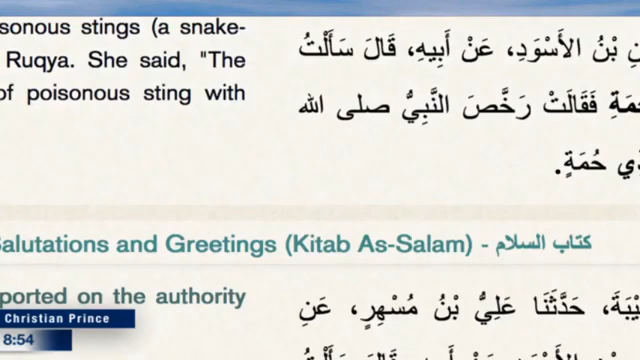 sonous stings (a snake-
Ruqya. She said, "The
of poisonous sting with
نِ بْنُ الأَسْوَدِ، عَنْ أَبِيهِ، قَالَ سَأَلْتُ
فَقَالَتْ رَخَّصَ النَّبِيُّ صلى الله
حُمَةٍ.
Salutations and Greetings (Kitab As-Salam) - كتاب السلام
ported on the authority
حَدَّثَنَا عَلِيُّ بْنُ مُسْهِرٍ، عَنِ
Christian Prince
8:54